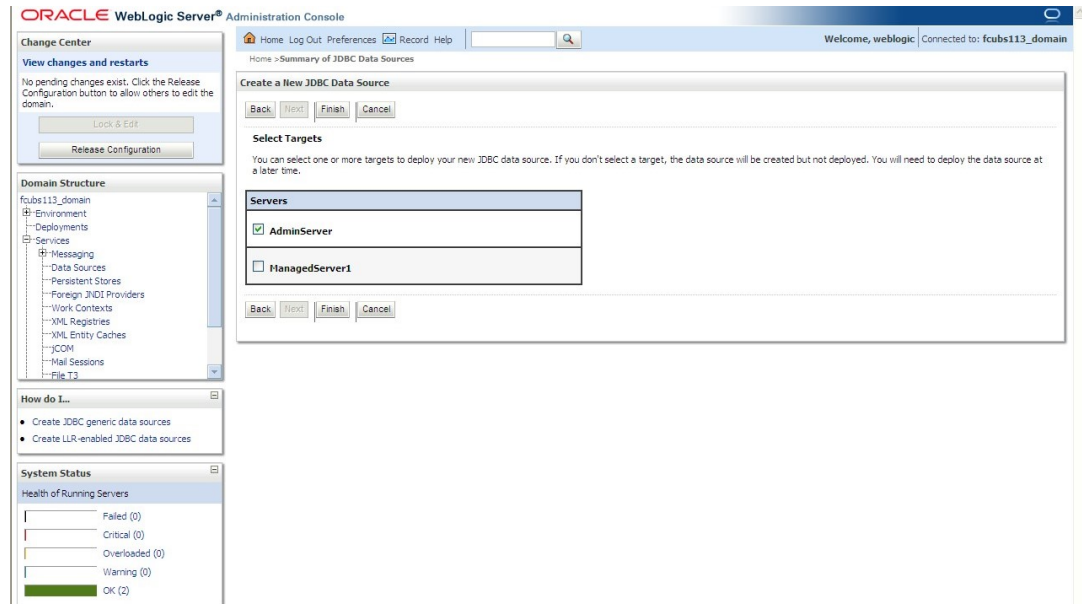 ORACLE WebLogic Server® Administration Console
Change Center
View changes and restarts
No pending changes exist. Click the Release
Configuration button to allow others to edit the
domain.
Lock & Edit
Release Configuration
Domain Structure
fcubs113_domain
Environment
Deployments
Services
Messaging
Data Sources
Persistent Stores
Foreign JNDI Providers
Work Contexts
XML Registries
XML Entity Caches
jCOM
Mail Sessions
File T3
How do I...
Create JDBC generic data sources
Create LLR-enabled JDBC data sources
System Status
Health of Running Servers
Failed (0)
Critical (0)
Overloaded (0)
Warning (0)
OK (2)
Home Log Out Preferences Record Help
Welcome, weblogic Connected to: fcubs113_domain
Home >Summary of JDBC Data Sources
Create a New JDBC Data Source
Back Next Finish Cancel
Select Targets
You can select one or more targets to deploy your new JDBC data source. If you don't select a target, the data source will be created but not deployed. You will need to deploy the data source at
a later time.
Servers
AdminServer
ManagedServer1
Back Next Finish Cancel